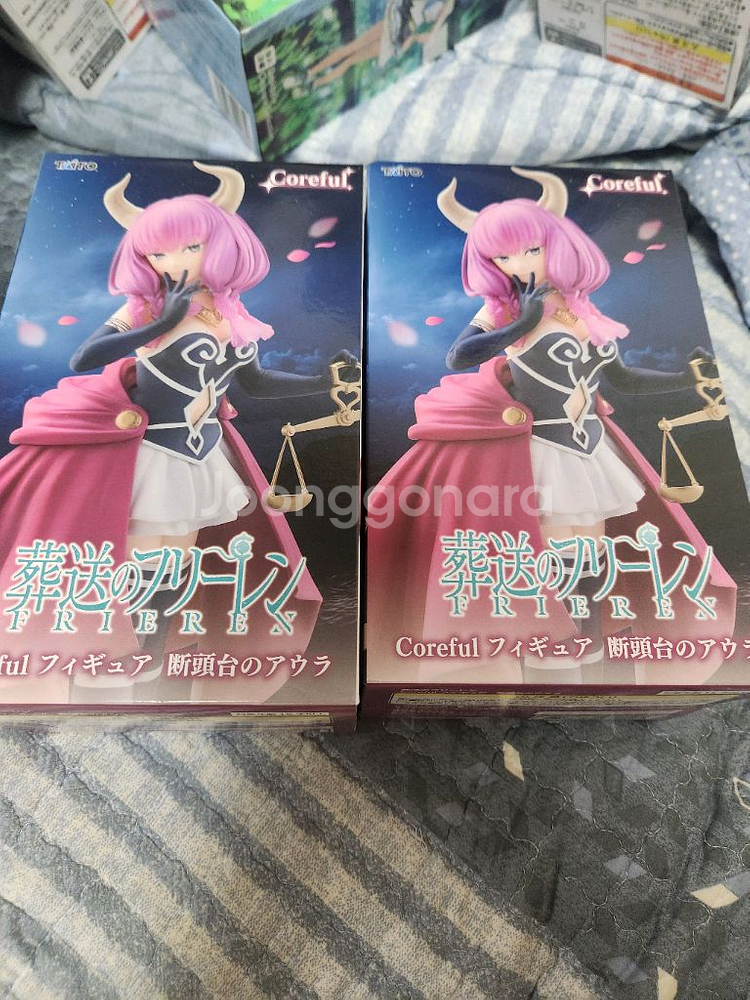 TAITO
Coreful
TAITO
Coreful
Joonggonara
葬送のフリーレン
FRIEREN
葬送のフリーレン
FRIEREN
ful フィギュア 断頭台のアウラ
Coreful フィギュア 断頭台のアウラ